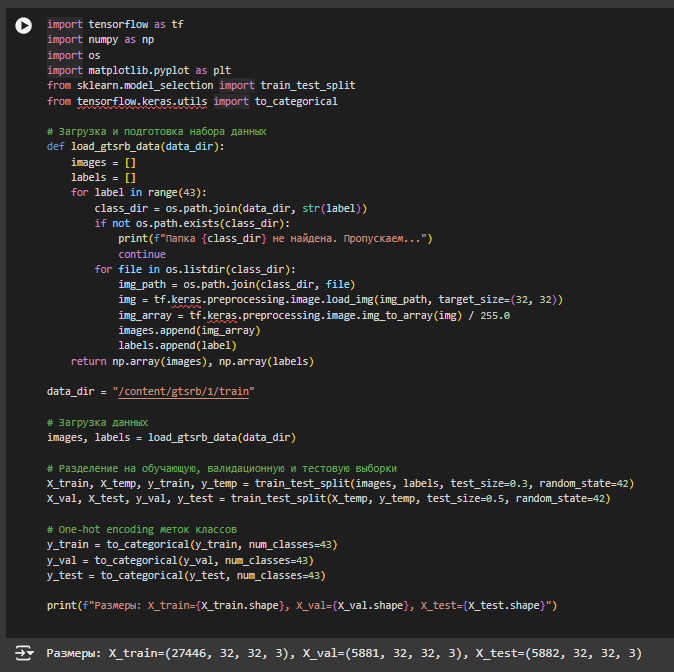 import tensorflow as tf
import numpy as np
import os
import matplotlib.pyplot as plt
from sklearn.model_selection import train_test_split
from tensorflow.keras.utils import to_categorical

# Загрузка и подготовка набора данных
def load_gtsrb_data(data_dir):
    images = []
    labels = []
    for label in range(43):
        class_dir = os.path.join(data_dir, str(label))
        if not os.path.exists(class_dir):
            print(f"Папка {class_dir} не найдена. Пропускаем...")
            continue
        for file in os.listdir(class_dir):
            img_path = os.path.join(class_dir, file)
            img = tf.keras.preprocessing.image.load_img(img_path, target_size=(32, 32))
            img_array = tf.keras.preprocessing.image.img_to_array(img) / 255.0
            images.append(img_array)
            labels.append(label)
    return np.array(images), np.array(labels)

data_dir = "/content/gtsrb/1/train"

# Загрузка данных
images, labels = load_gtsrb_data(data_dir)

# Разделение на обучающую, валидационную и тестовую выборки
X_train, X_temp, y_train, y_temp = train_test_split(images, labels, test_size=0.3, random_state=42)
X_val, X_test, y_val, y_test = train_test_split(X_temp, y_temp, test_size=0.5, random_state=42)

# One-hot encoding меток классов
y_train = to_categorical(y_train, num_classes=43)
y_val = to_categorical(y_val, num_classes=43)
y_test = to_categorical(y_test, num_classes=43)

print(f"Размеры: X_train={X_train.shape}, X_val={X_val.shape}, X_test={X_test.shape}")

Размеры: X_train=(27446, 32, 32, 3), X_val=(5881, 32, 32, 3), X_test=(5882, 32, 32, 3)